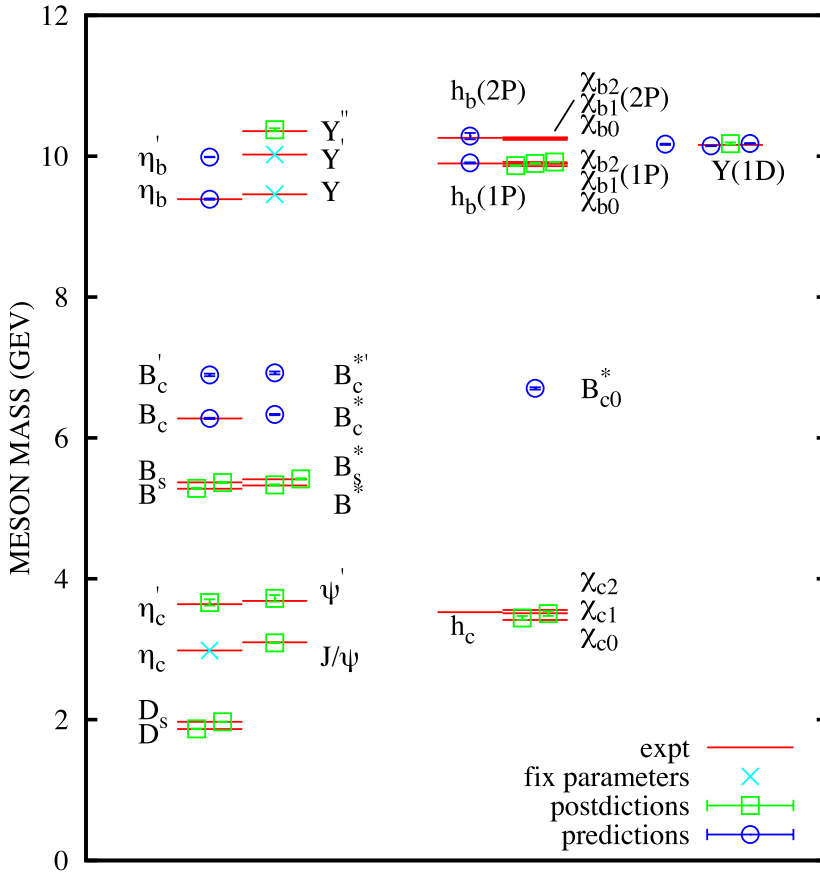 12
10
8
6
4
2
0
MESON MASS (GEV)
η_b'
η_b
Υ''
Υ'
Υ
h_b(2P)
χ_b2
χ_b1(2P)
χ_b0
h_b(1P)
χ_b2
χ_b1(1P)
χ_b0
Υ(1D)
B_c'
B_c
B_c^*'
B_c^*
B_c0^*
B_s
B
B_s^*
B^*
η_c'
η_c
ψ'
J/ψ
h_c
χ_c2
χ_c1
χ_c0
D_s
D
expt
fix parameters
postdictions
predictions